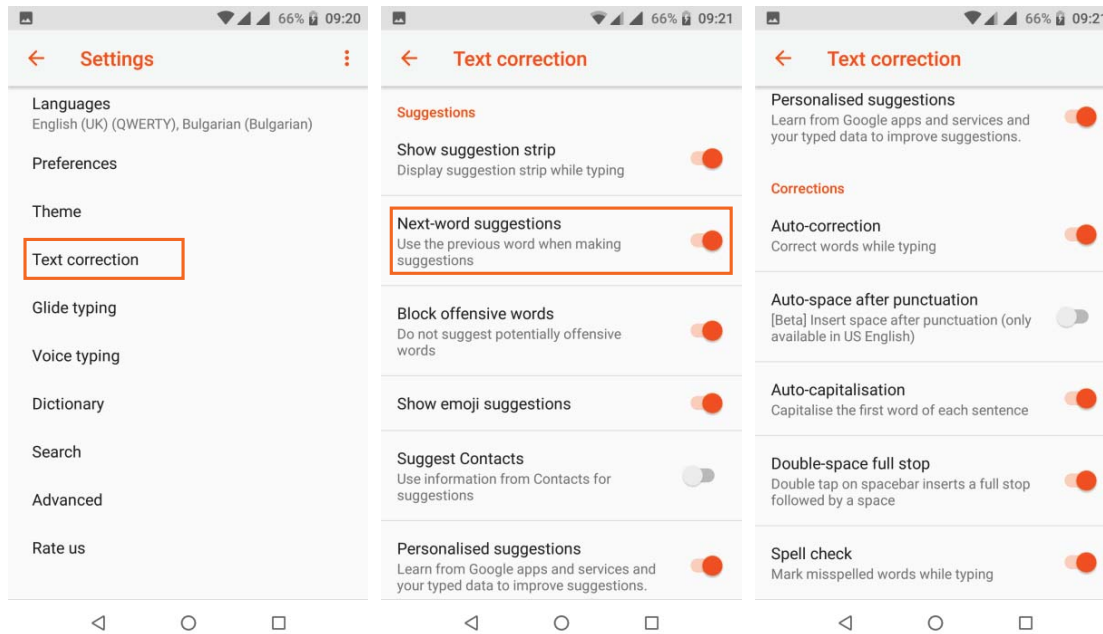 66% 09:20
Settings
Languages
English (UK) (QWERTY), Bulgarian (Bulgarian)
Preferences
Theme
Text correction
Glide typing
Voice typing
Dictionary
Search
Advanced
Rate us
66% 09:21
Text correction
Suggestions
Show suggestion strip
Display suggestion strip while typing
Next-word suggestions
Use the previous word when making
suggestions
Block offensive words
Do not suggest potentially offensive
words
Show emoji suggestions
Suggest Contacts
Use information from Contacts for
suggestions
Personalised suggestions
Learn from Google apps and services and
your typed data to improve suggestions.
66% 09:21
Text correction
Personalised suggestions
Learn from Google apps and services and
your typed data to improve suggestions.
Corrections
Auto-correction
Correct words while typing
Auto-space after punctuation
[Beta] Insert space after punctuation (only
available in US English)
Auto-capitalisation
Capitalise the first word of each sentence
Double-space full stop
Double tap on spacebar inserts a full stop
followed by a space
Spell check
Mark misspelled words while typing